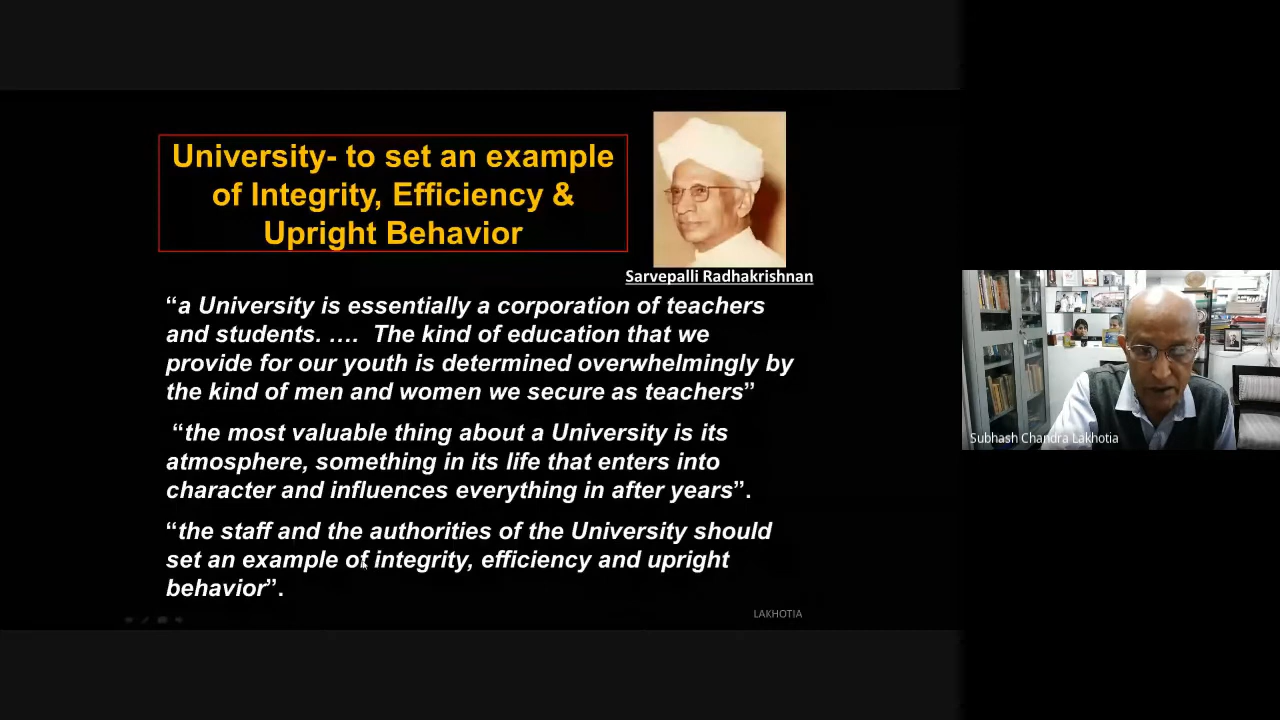 University- to set an example
of Integrity, Efficiency &
Upright Behavior
Sarvepalli Radhakrishnan
“a University is essentially a corporation of teachers
and students. .... The kind of education that we
provide for our youth is determined overwhelmingly by
the kind of men and women we secure as teachers”
“the most valuable thing about a University is its
atmosphere, something in its life that enters into
character and influences everything in after years”.
“the staff and the authorities of the University should
set an example of integrity, efficiency and upright
behavior”.
LAKHOTIA
Subhash Chandra Lakhotia